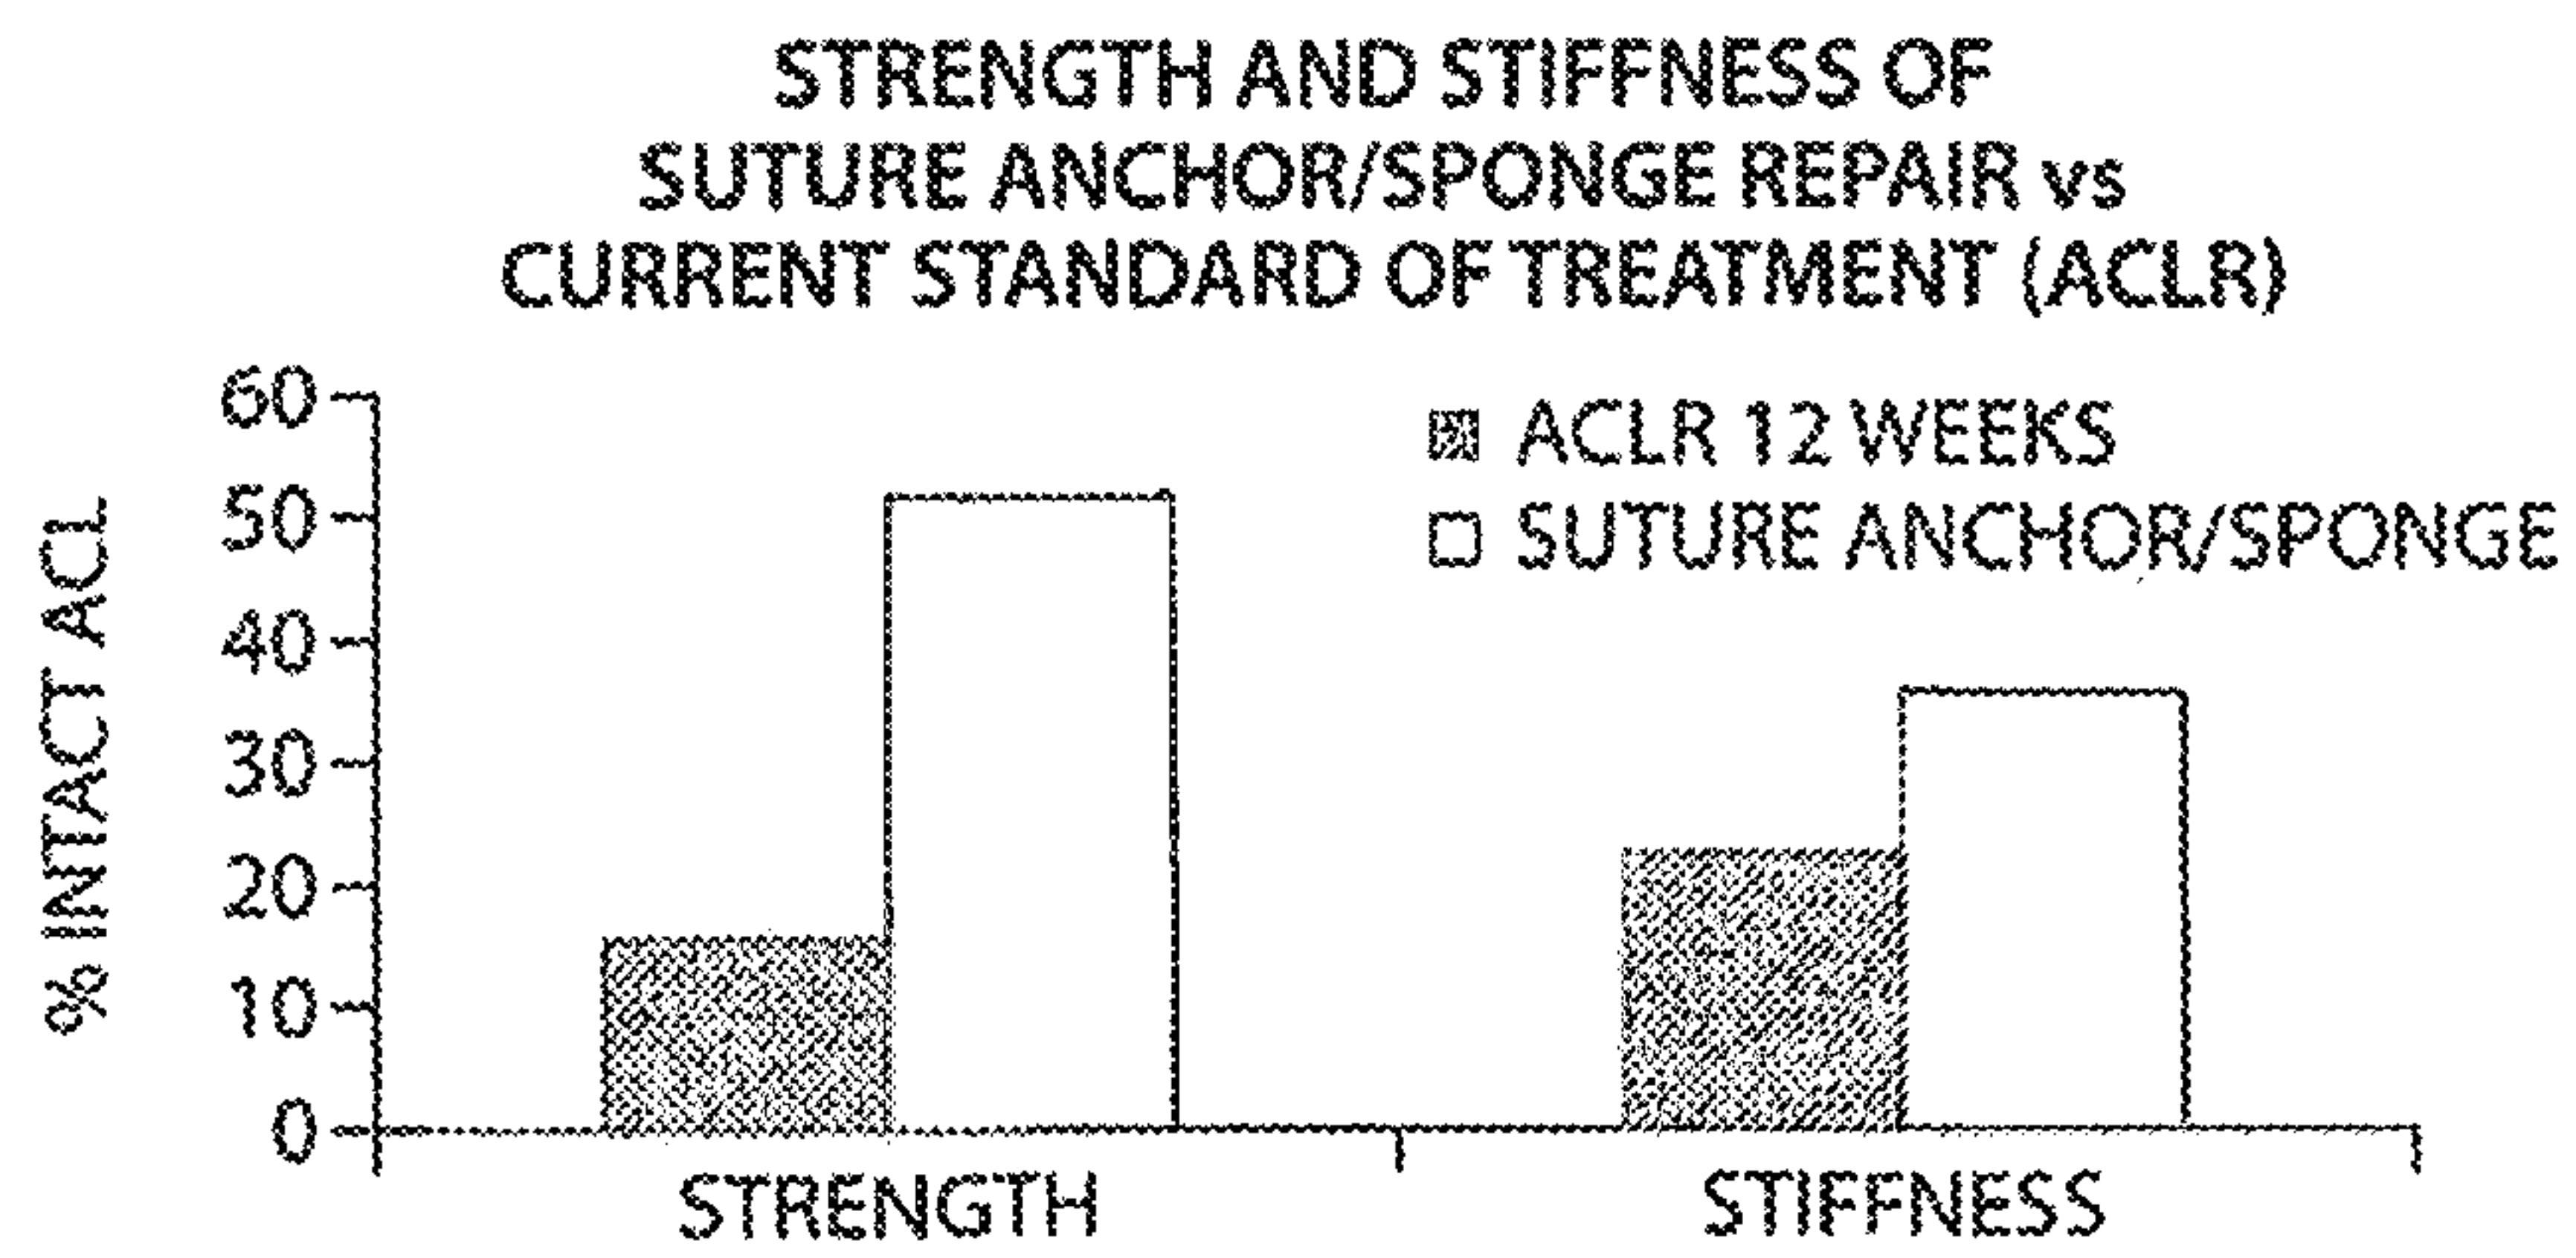 STRENGTH AND STIFFNESS OF
SUTURE ANCHOR/SPONGE REPAIR vs
CURRENT STANDARD OF TREATMENT (ACLR)
60
50
40
30
20
10
0
% INTACT ACL
ACLR 12 WEEKS
SUTURE ANCHOR/SPONGE
STRENGTH
STIFFNESS